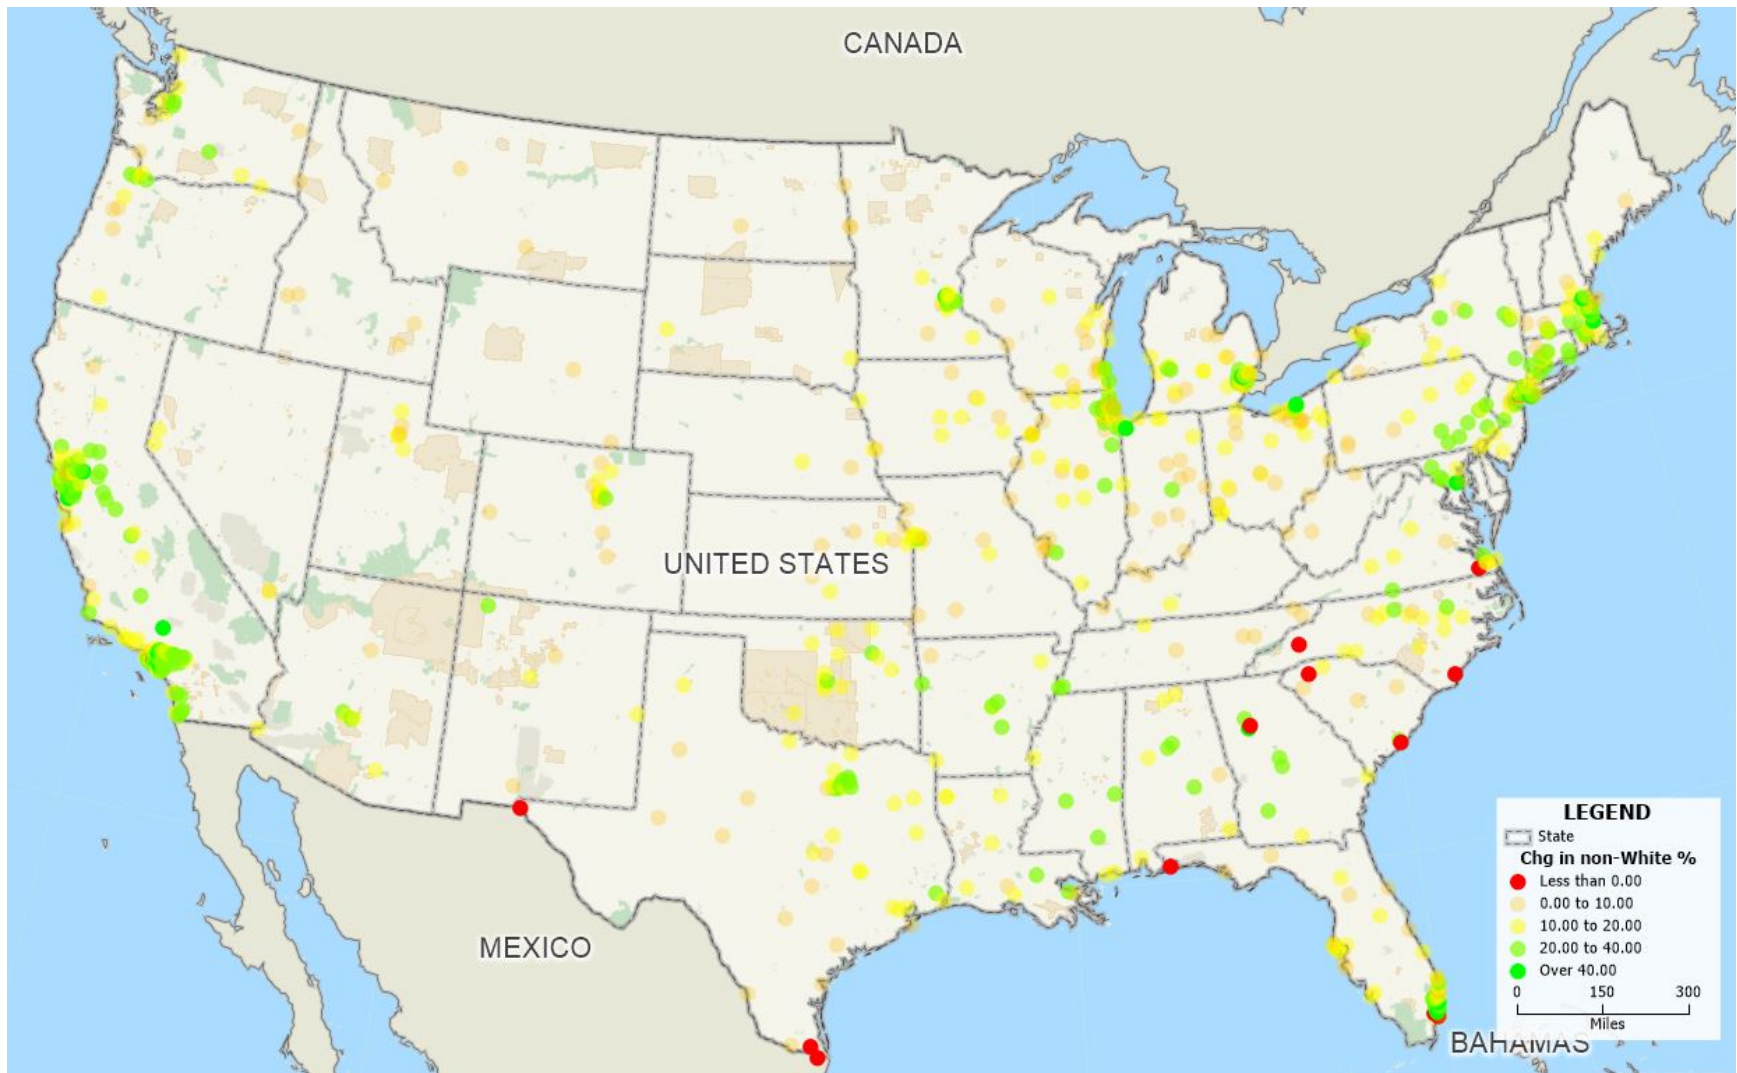 CANADA
UNITED STATES
MEXICO
BAHAMAS
LEGEND
State
Chg in non-White %
Less than 0.00
0.00 to 10.00
10.00 to 20.00
20.00 to 40.00
Over 40.00
0 150 300
Miles